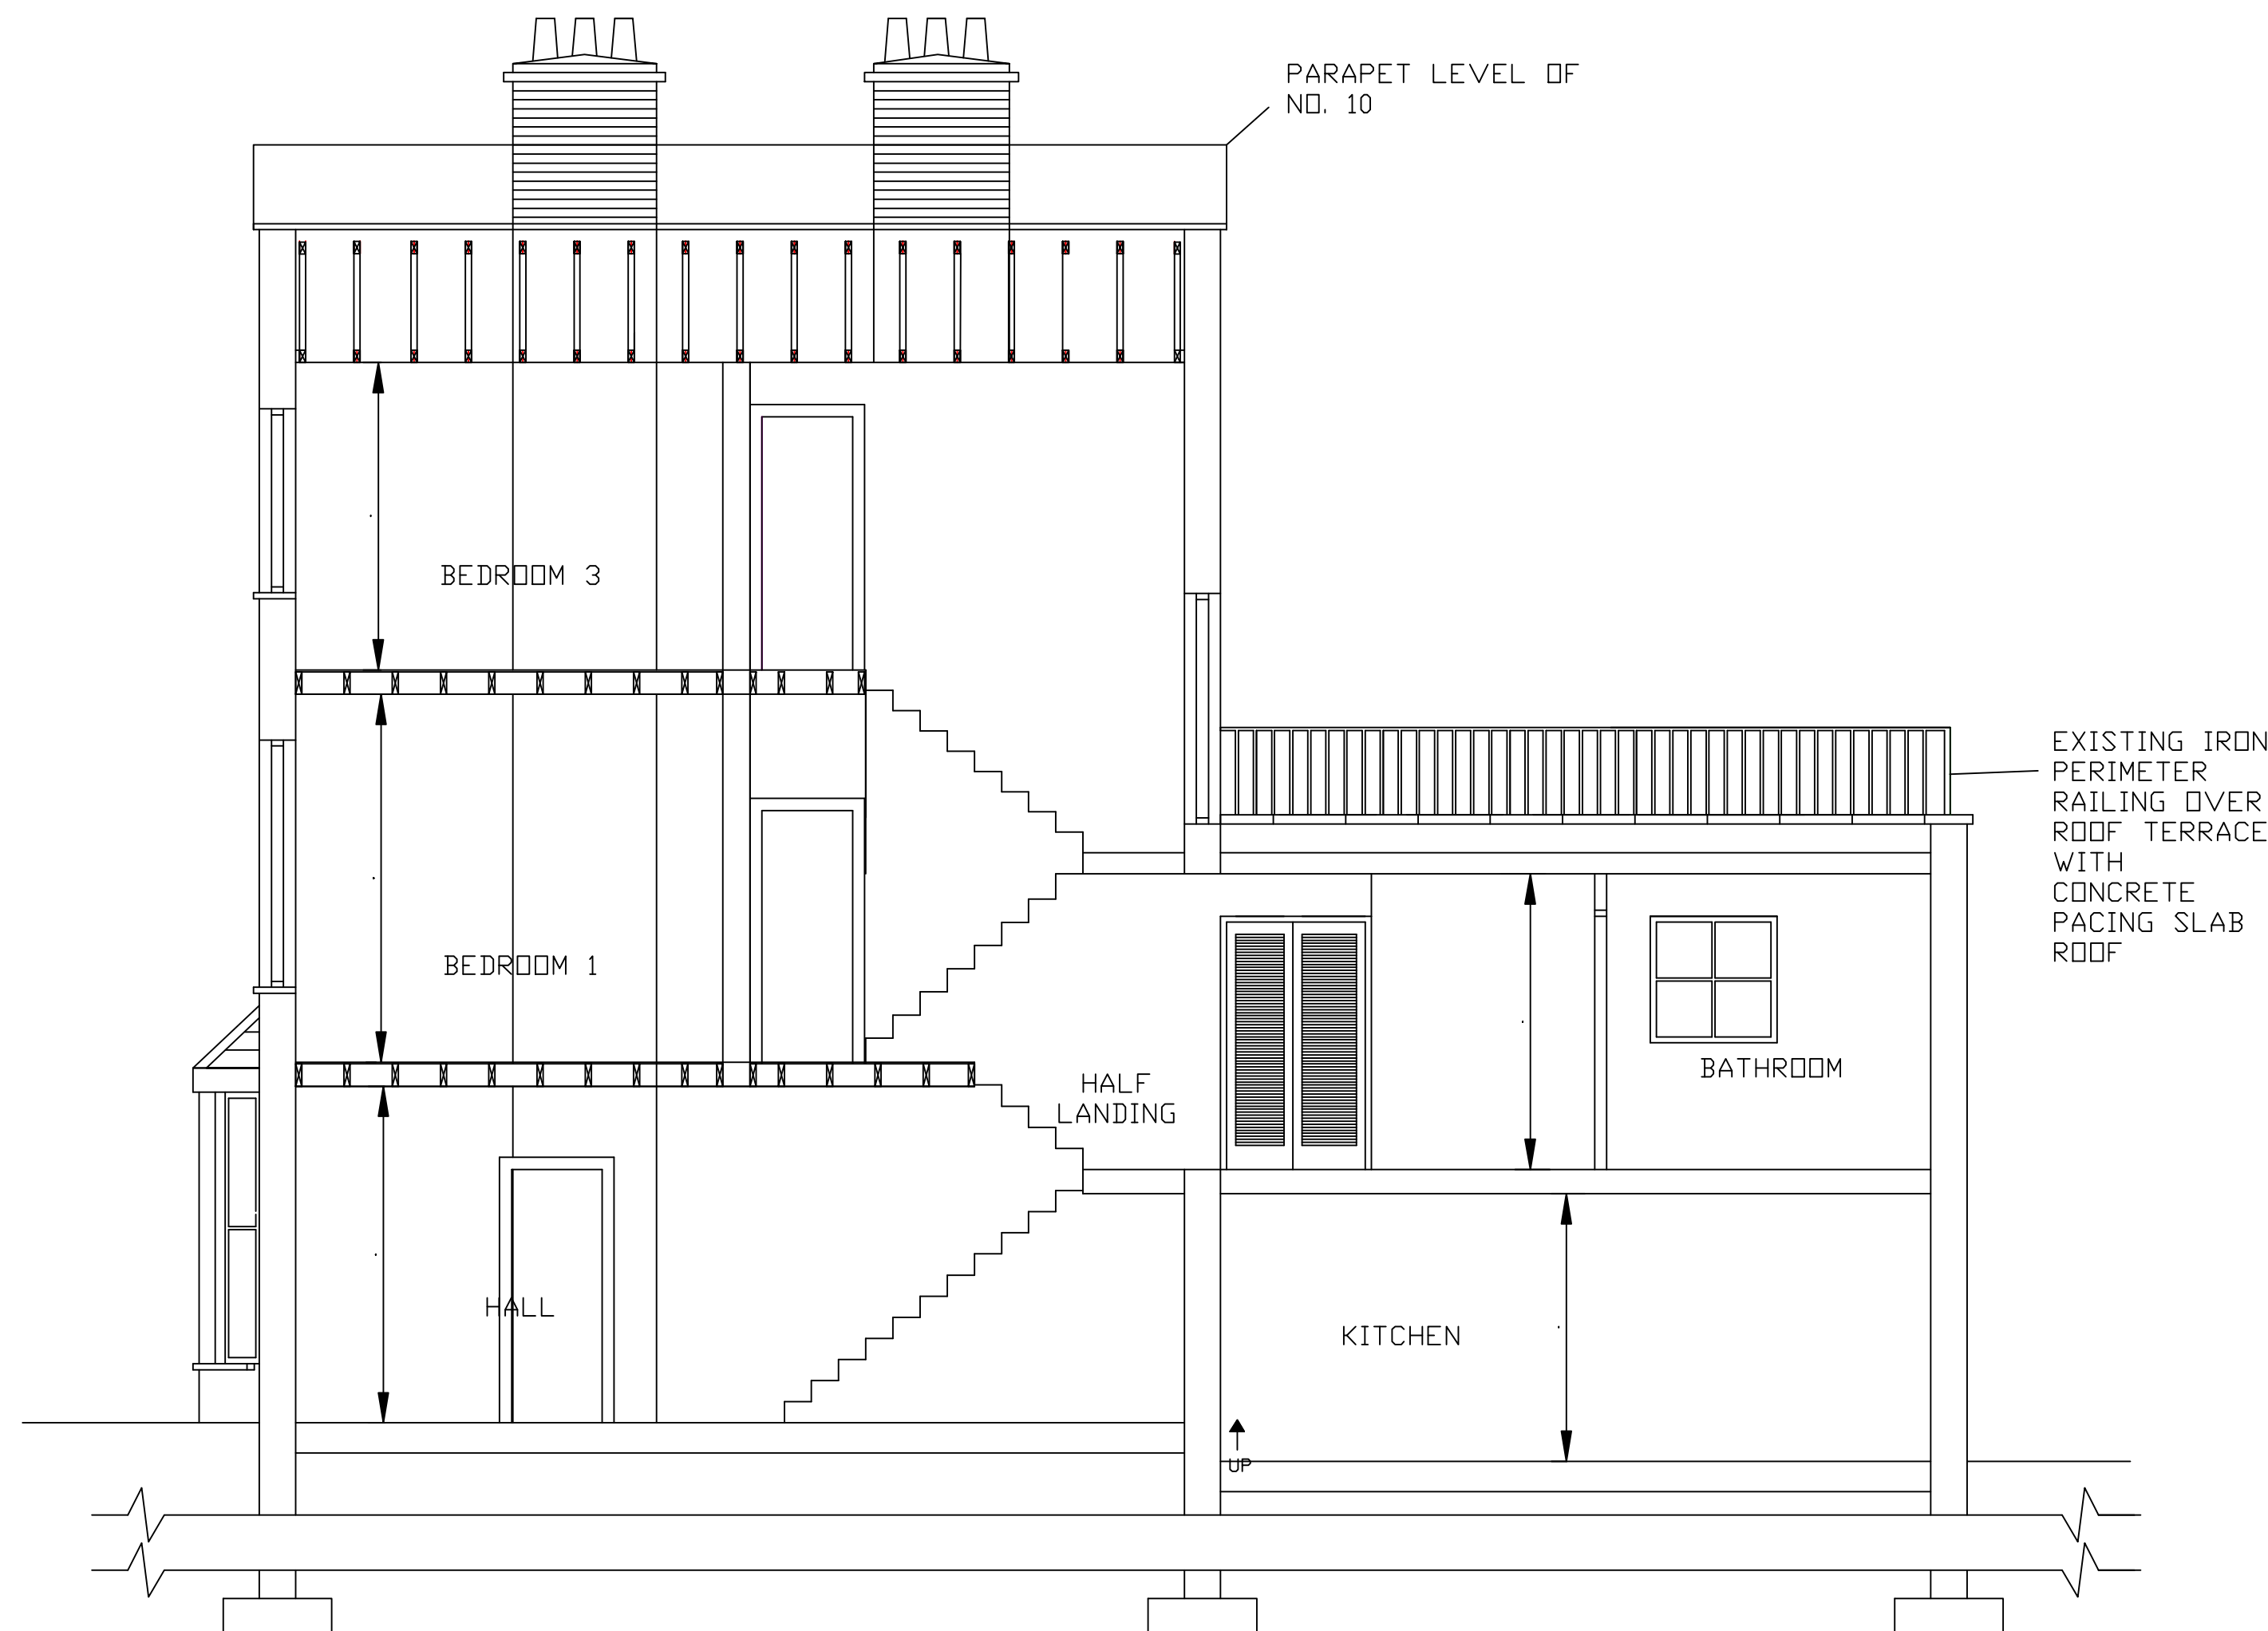 PARAPET LEVEL OF
NO. 10
BEDROOM 3
EXISTING IRON
PERIMETER
RAILING OVER
ROOF TERRACE
WITH
CONCRETE
PACING SLAB
ROOF
BEDROOM 1
HALF
LANDING
BATHROOM
HALL
KITCHEN
UP